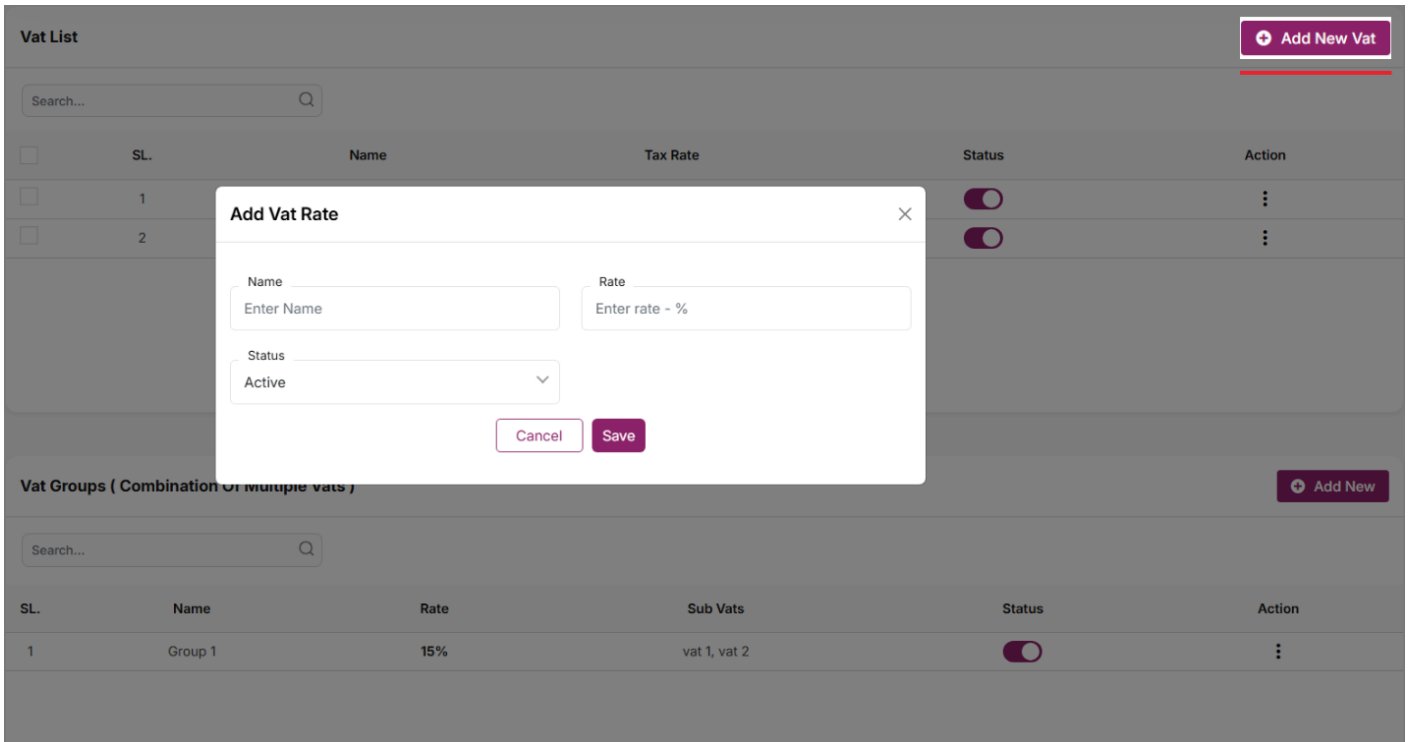 Vat List
Add New Vat
Search...
SL. Name Tax Rate Status Action
1
2
Add Vat Rate
Name Rate
Enter Name Enter rate - %
Status
Active
Cancel Save
Vat Groups ( Combination Of Multiple Vats )
Add New
Search...
SL. Name Rate Sub Vats Status Action
1 Group 1 15% vat 1, vat 2